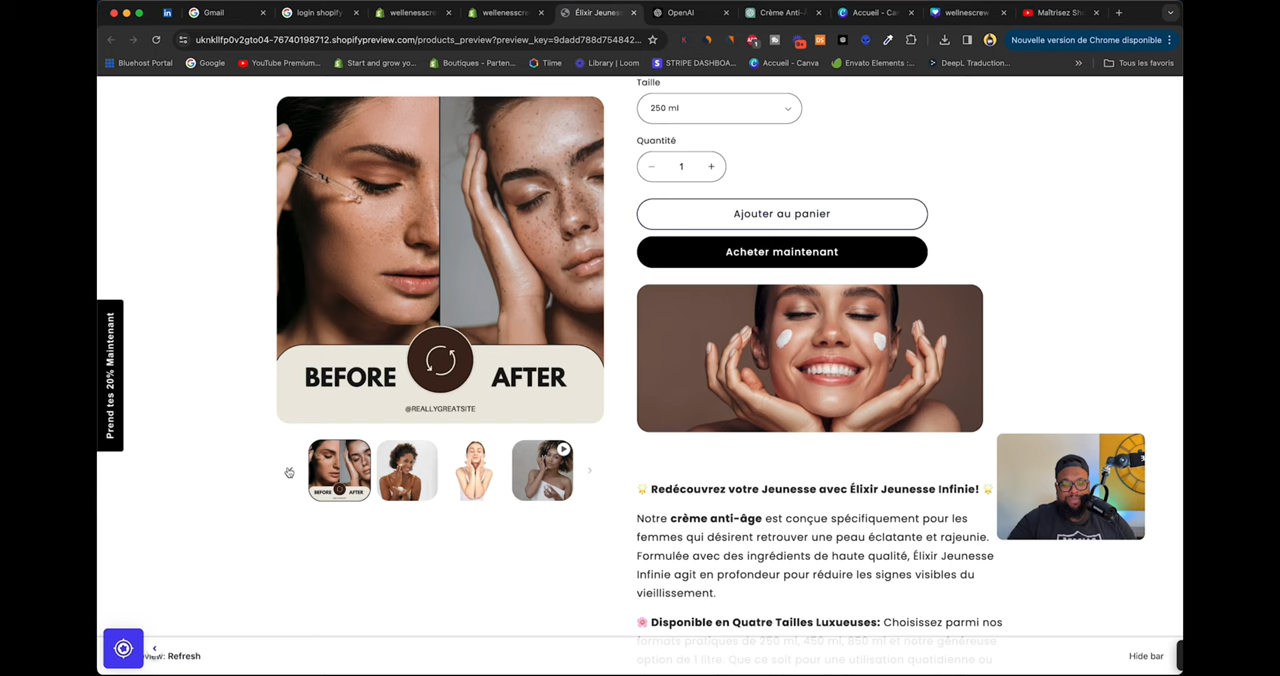 Gmail
login shopify
wellenesscre
wellenesscre
Élixir Jeunes
OpenAI
Crème Anti-
Accueil - Ca
wellnescrew
Maîtrisez Sh
uknkllfp0v2gto04-76740198712.shopifypreview.com/products_preview?preview_key=9dadd788d754842...
Nouvelle version de Chrome disponible
Bluehost Portal
Google
YouTube Premium...
Start and grow yo...
Boutiques - Parten...
Tiime
Library | Loom
STRIPE DASHBOA...
Accueil - Canva
Envato Elements :...
DeepL Traduction...
Tous les favoris
Taille
250 ml
Quantité
1
Ajouter au panier
Acheter maintenant
Prend tes 20% Maintenant
BEFORE AFTER
@REALLYGREATSITE
BEFORE AFTER
Redécouvrez votre Jeunesse avec Élixir Jeunesse Infinie!
Notre crème anti-âge est conçue spécifiquement pour les
femmes qui désirent retrouver une peau éclatante et rajeunie.
Formulée avec des ingrédients de haute qualité, Élixir Jeunesse
Infinie agit en profondeur pour réduire les signes visibles du
vieillissement.
Disponible en Quatre Tailles Luxueuses: Choisissez parmi nos
formats pratiques de 250 ml, 450 ml, 850 ml et notre généreuse
option de 1 litre. Que ce soit pour une utilisation quotidienne ou
view: Refresh
Hide bar